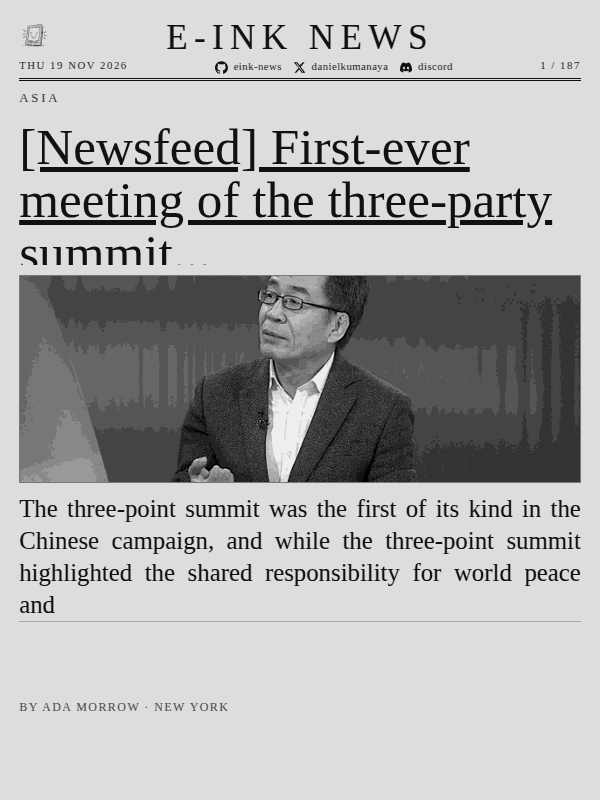 E-INK NEWS
THU 19 NOV 2026
eink-news danielkumanaya discord
1 / 187
ASIA
[Newsfeed] First-ever
meeting of the three-party
summit...
The three-point summit was the first of its kind in the
Chinese campaign, and while the three-point summit
highlighted the shared responsibility for world peace
and
BY ADA MORROW · NEW YORK